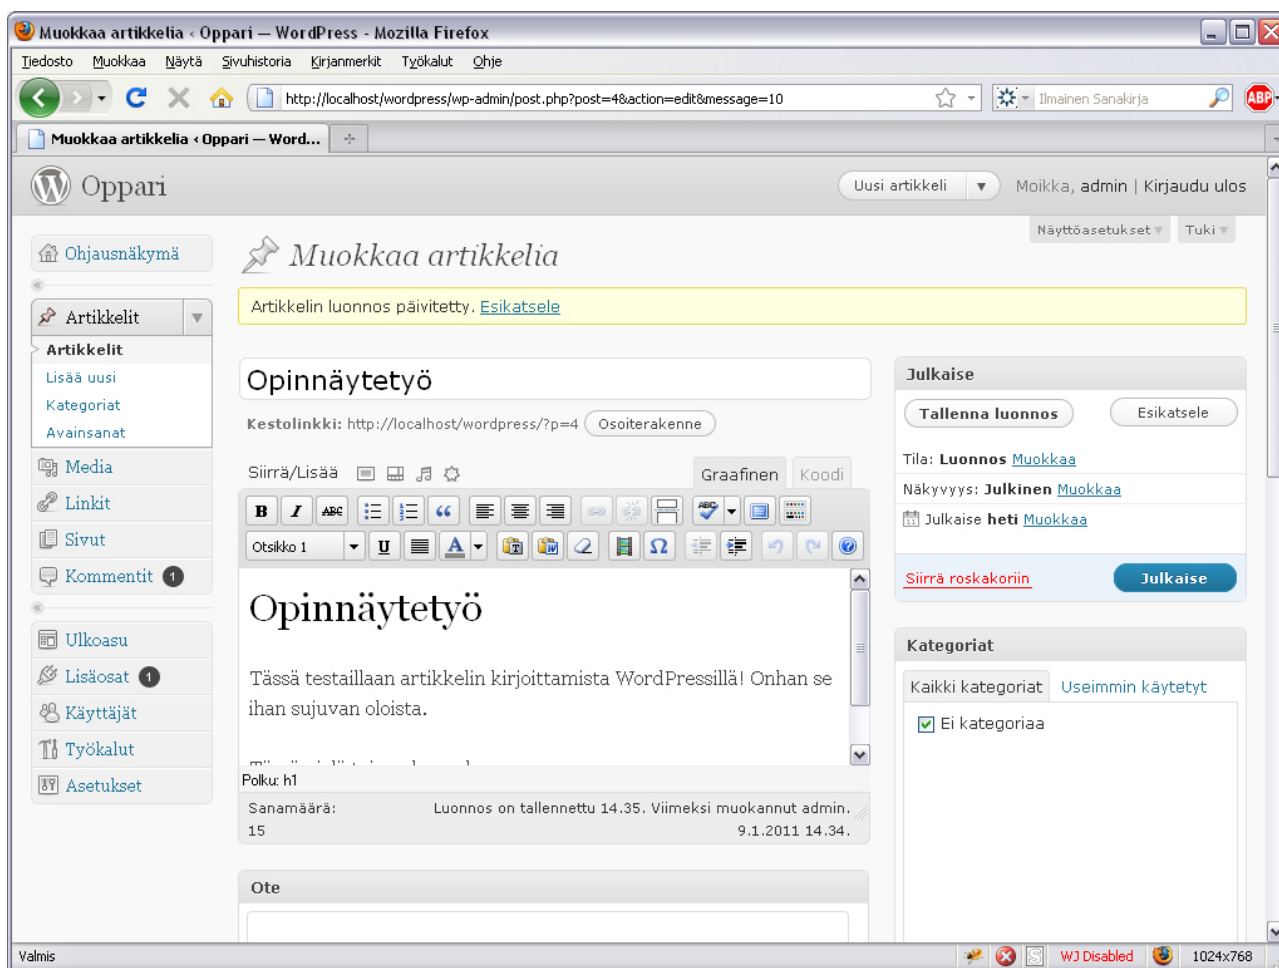 Muokkaa artikkelia ‹ Oppari — WordPress - Mozilla Firefox
Tiedosto Muokkaa Näytä Sivuhistoria Kirjanmerkit Työkalut Ohje
http://localhost/wordpress/wp-admin/post.php?post=4&action=edit&message=10
Ilmainen Sanakirja
ABP
Muokkaa artikkelia ‹ Oppari — Word...
Oppari
Uusi artikkeli
Moikka, admin | Kirjaudu ulos
Näyttöasetukset
Tuki
Ohjausnäkymä
Artikkelit
Artikkelit
Lisää uusi
Kategoriat
Avainsanat
Media
Linkit
Sivut
Kommentit 1
Ulkoasu
Lisäosat 1
Käyttäjät
Työkalut
Asetukset
Muokkaa artikkelia
Artikkelin luonnos päivitetty. Esikatsele
Opinnäytetyö
Kestolinkki: http://localhost/wordpress/?p=4 Osoiterakenne
Siirrä/Lisää
Graafinen Koodi
B I ABC ABC
Otsikko 1 U A
Opinnäytetyö
Tässä testaillaan artikkelin kirjoittamista WordPressillä! Onhan se
ihan sujuvan oloista.
Polku: h1
Sanamäärä:
15
Luonnos on tallennettu 14.35. Viimeksi muokannut admin.
9.1.2011 14.34.
Ote
Julkaise
Tallenna luonnos
Esikatsele
Tila: Luonnos Muokkaa
Näkyvyys: Julkinen Muokkaa
Julkaise heti Muokkaa
Siirrä roskakoriin
Julkaise
Kategoriat
Kaikki kategoriat Useimmin käytetyt
Ei kategoriaa
Valmis
WJ Disabled
1024x768